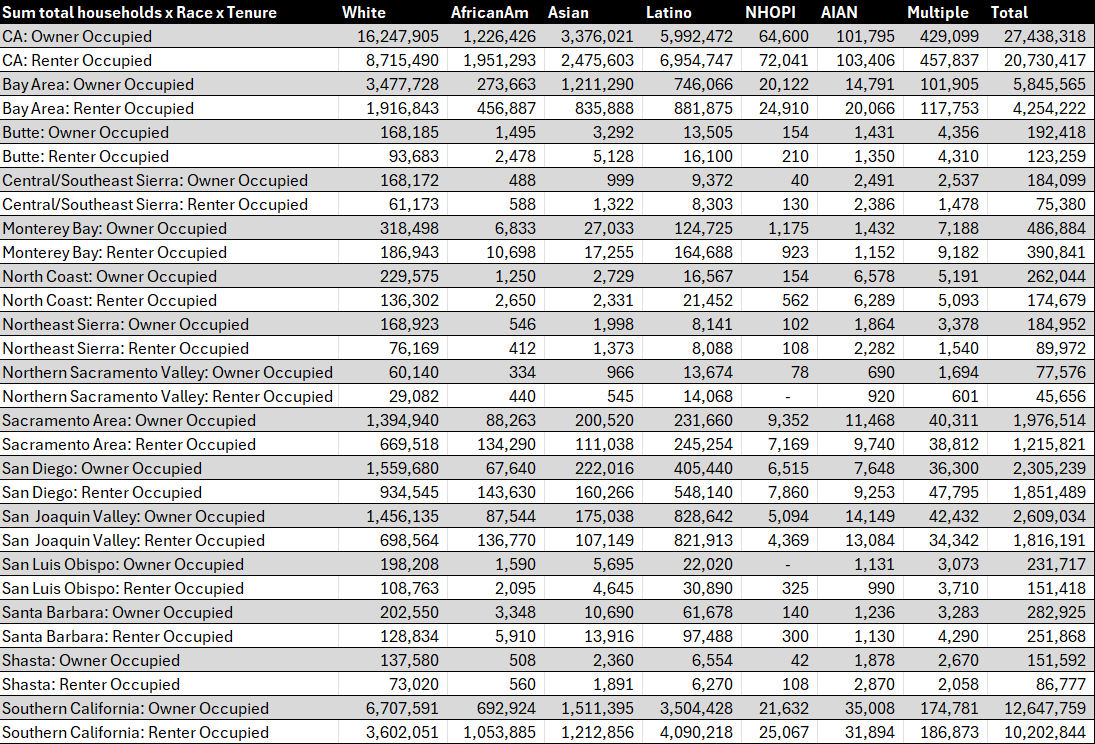 Sum total households x Race x Tenure White AfricanAm Asian Latino NHOPI AIAN Multiple Total
CA: Owner Occupied 16,247,905 1,226,426 3,376,021 5,992,472 64,600 101,795 429,099 27,438,318
CA: Renter Occupied 8,715,490 1,951,293 2,475,603 6,954,747 72,041 103,406 457,837 20,730,417
Bay Area: Owner Occupied 3,477,728 273,663 1,211,290 746,066 20,122 14,791 101,905 5,845,565
Bay Area: Renter Occupied 1,916,843 456,887 835,888 881,875 24,910 20,066 117,753 4,254,222
Butte: Owner Occupied 168,185 1,495 3,292 13,505 154 1,431 4,356 192,418
Butte: Renter Occupied 93,683 2,478 5,128 16,100 210 1,350 4,310 123,259
Central/Southeast Sierra: Owner Occupied 168,172 488 999 9,372 40 2,491 2,537 184,099
Central/Southeast Sierra: Renter Occupied 61,173 588 1,322 8,303 130 2,386 1,478 75,380
Monterey Bay: Owner Occupied 318,498 6,833 27,033 124,725 1,175 1,432 7,188 486,884
Monterey Bay: Renter Occupied 186,943 10,698 17,255 164,688 923 1,152 9,182 390,841
North Coast: Owner Occupied 229,575 1,250 2,729 16,567 154 6,578 5,191 262,044
North Coast: Renter Occupied 136,302 2,650 2,331 21,452 562 6,289 5,093 174,679
Northeast Sierra: Owner Occupied 168,923 546 1,998 8,141 102 1,864 3,378 184,952
Northeast Sierra: Renter Occupied 76,169 412 1,373 8,088 108 2,282 1,540 89,972
Northern Sacramento Valley: Owner Occupied 60,140 334 966 13,674 78 690 1,694 77,576
Northern Sacramento Valley: Renter Occupied 29,082 440 545 14,068 - 920 601 45,656
Sacramento Area: Owner Occupied 1,394,940 88,263 200,520 231,660 9,352 11,468 40,311 1,976,514
Sacramento Area: Renter Occupied 669,518 134,290 111,038 245,254 7,169 9,740 38,812 1,215,821
San Diego: Owner Occupied 1,559,680 67,640 222,016 405,440 6,515 7,648 36,300 2,305,239
San Diego: Renter Occupied 934,545 143,630 160,266 548,140 7,860 9,253 47,795 1,851,489
San Joaquin Valley: Owner Occupied 1,456,135 87,544 175,038 828,642 5,094 14,149 42,432 2,609,034
San Joaquin Valley: Renter Occupied 698,564 136,770 107,149 821,913 4,369 13,084 34,342 1,816,191
San Luis Obispo: Owner Occupied 198,208 1,590 5,695 22,020 - 1,131 3,073 231,717
San Luis Obispo: Renter Occupied 108,763 2,095 4,645 30,890 325 990 3,710 151,418
Santa Barbara: Owner Occupied 202,550 3,348 10,690 61,678 140 1,236 3,283 282,925
Santa Barbara: Renter Occupied 128,834 5,910 13,916 97,488 300 1,130 4,290 251,868
Shasta: Owner Occupied 137,580 508 2,360 6,554 42 1,878 2,670 151,592
Shasta: Renter Occupied 73,020 560 1,891 6,270 108 2,870 2,058 86,777
Southern California: Owner Occupied 6,707,591 692,924 1,511,395 3,504,428 21,632 35,008 174,781 12,647,759
Southern California: Renter Occupied 3,602,051 1,053,885 1,212,856 4,090,218 25,067 31,894 186,873 10,202,844